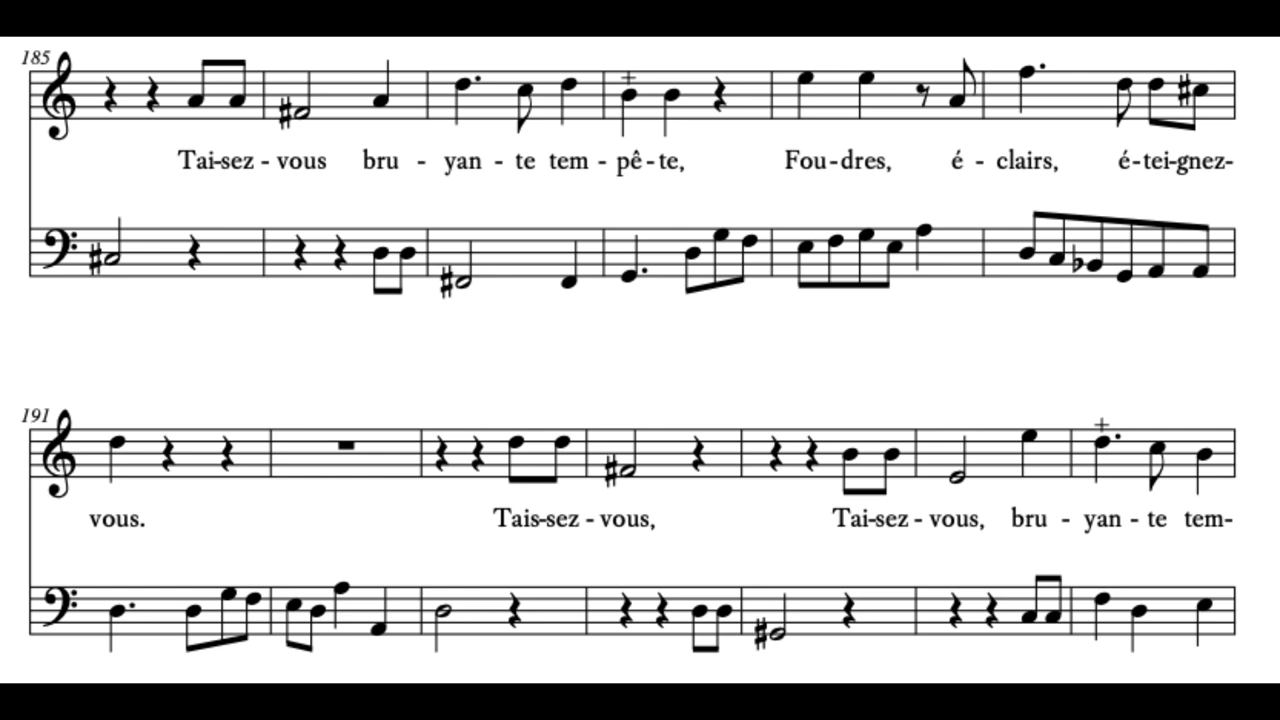 185
Tai-sez-vous bru-yan-te tem-pê-te, Fou-dres, é-clairs, é-tei-gnez-
191
vous. Tais-sez-vous, Tai-sez-vous, bru-yan-te tem-